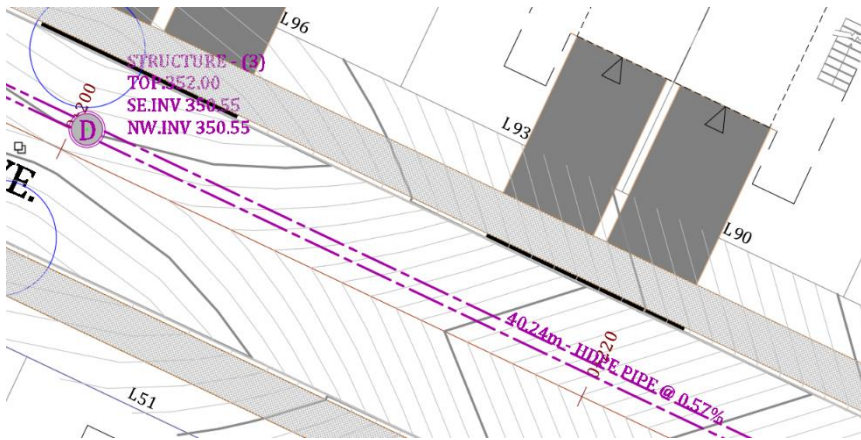 L96
STRUCTURE - (3)
TOP.352.00
SE.INV 350.55
NW.INV 350.55
D
VE.
L93
L90
40.24m - HDPE PIPE @ 0.57%
L51